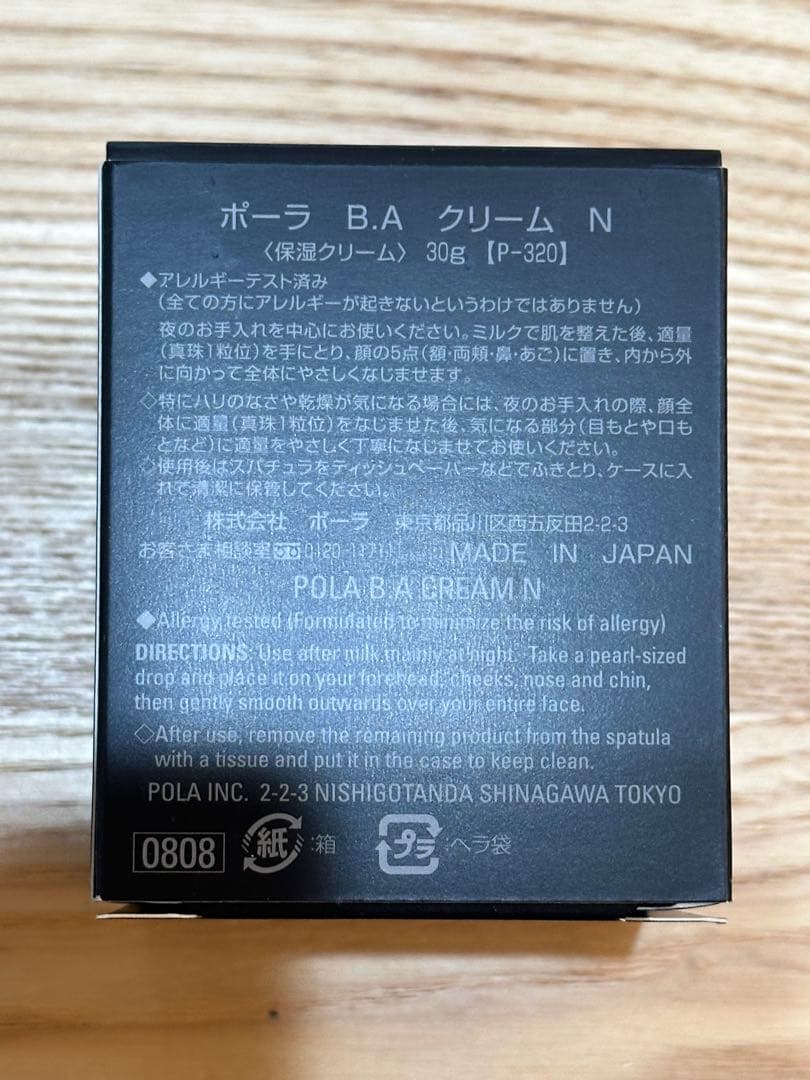 ポーラ B.A クリーム N
〈保湿クリーム〉 30g 【P-320】
◆アレルギーテスト済み
(全ての方にアレルギーが起きないというわけではありません)
夜のお手入れを中心にお使いください。ミルクで肌を整えた後、適量
(真珠1粒位)を手にとり、顔の5点(額・両頬・鼻・あご)に置き、内から外
に向かって全体にやさしくなじませます。
◇特にハリのなさや乾燥が気になる場合には、夜のお手入れの際、顔全
体に適量(真珠1粒位)をなじませた後、気になる部分(目もとや口も
となど)に適量をやさしく丁寧になじませてお使いください。
◇使用後はスパチュラをティッシュペーパーなどでふきとり、ケースに入
れて清潔に保管してください。
株式会社 ポーラ 東京都品川区西五反田2-2-3
お客さま相談室 MADE IN JAPAN
POLA B.A CREAM N
◆Allergy tested (Formulated to minimize the risk of allergy)
DIRECTIONS: Use after milk mainly at night. Take a pearl-sized
drop and place it on your forehead, cheeks, nose and chin,
then gently smooth outwards over your entire face.
◇After use, remove the remaining product from the spatula
with a tissue and put it in the case to keep clean.
POLA INC. 2-2-3 NISHIGOTANDA SHINAGAWA TOKYO
0808 紙 :箱 プラ :ヘラ袋